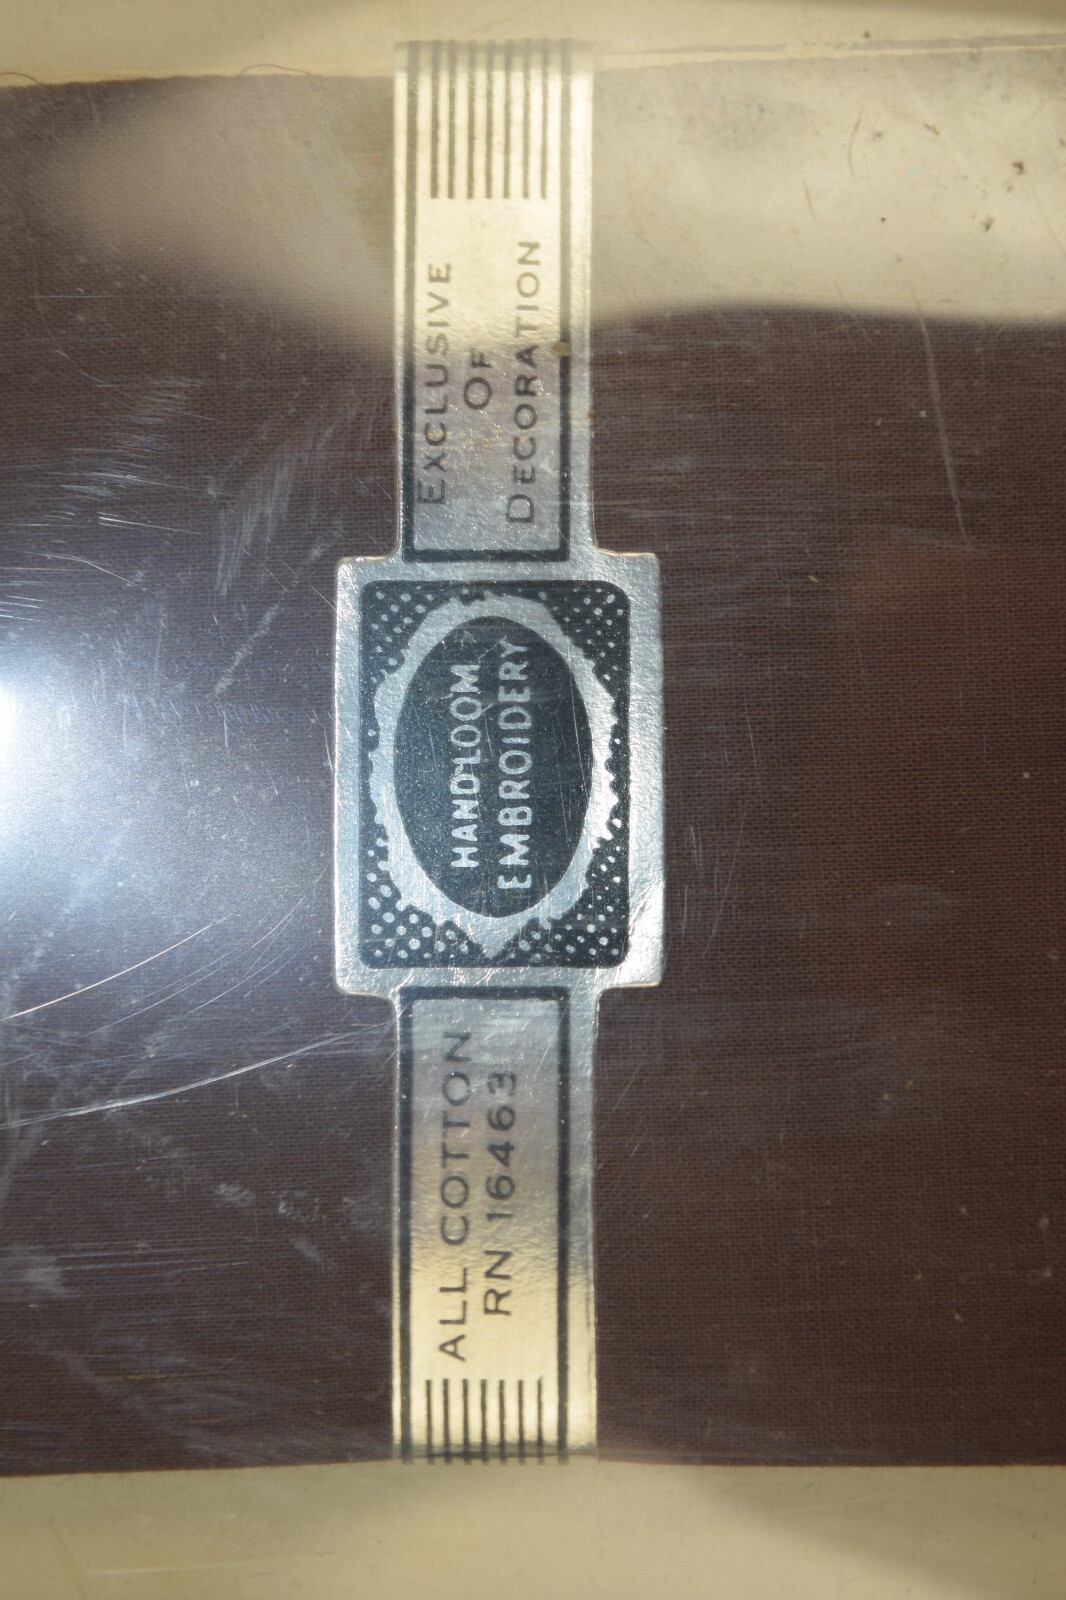 ALL COTTON
RN 16463
HANDLOOM
EMBROIDERY
EXCLUSIVE
OF
DECORATION